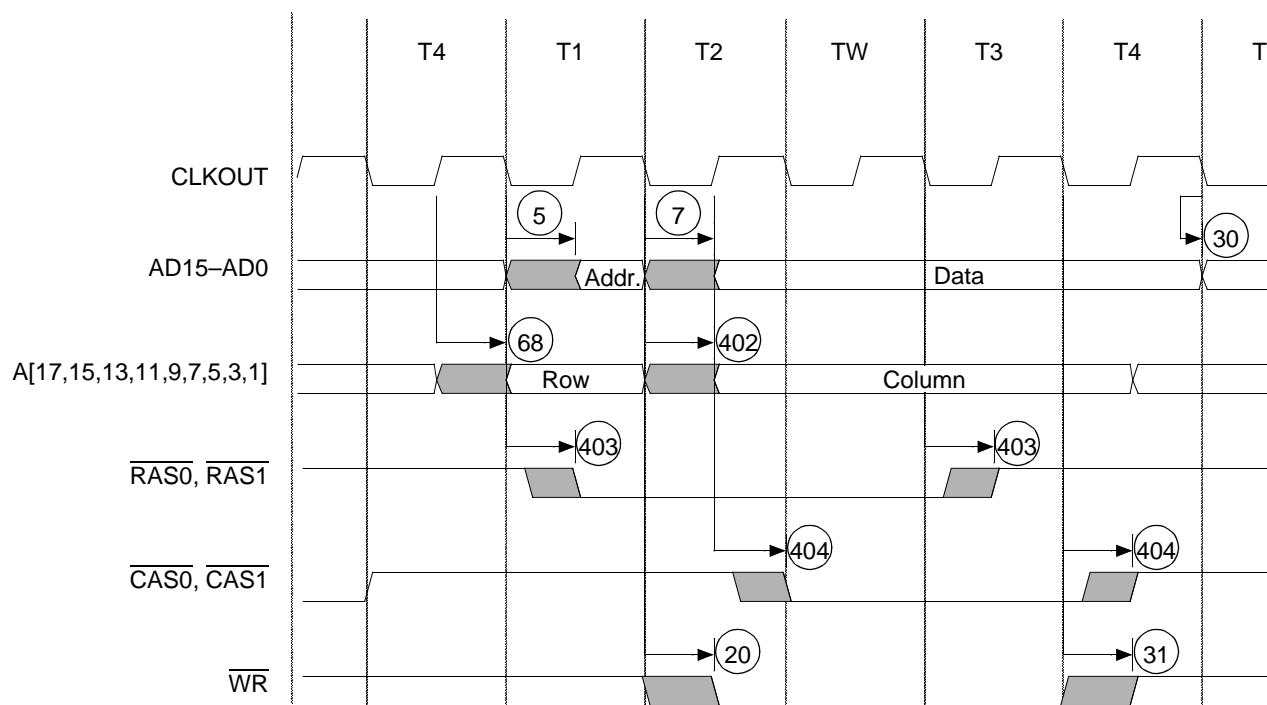 T4 T1 T2 TW T3 T4 T
CLKOUT
5 7 30
AD15–AD0 Addr. Data
68 402
A[17,15,13,11,9,7,5,3,1] Row Column
403 403
RAS0, RAS1
404 404
CAS0, CAS1
20 31
WR